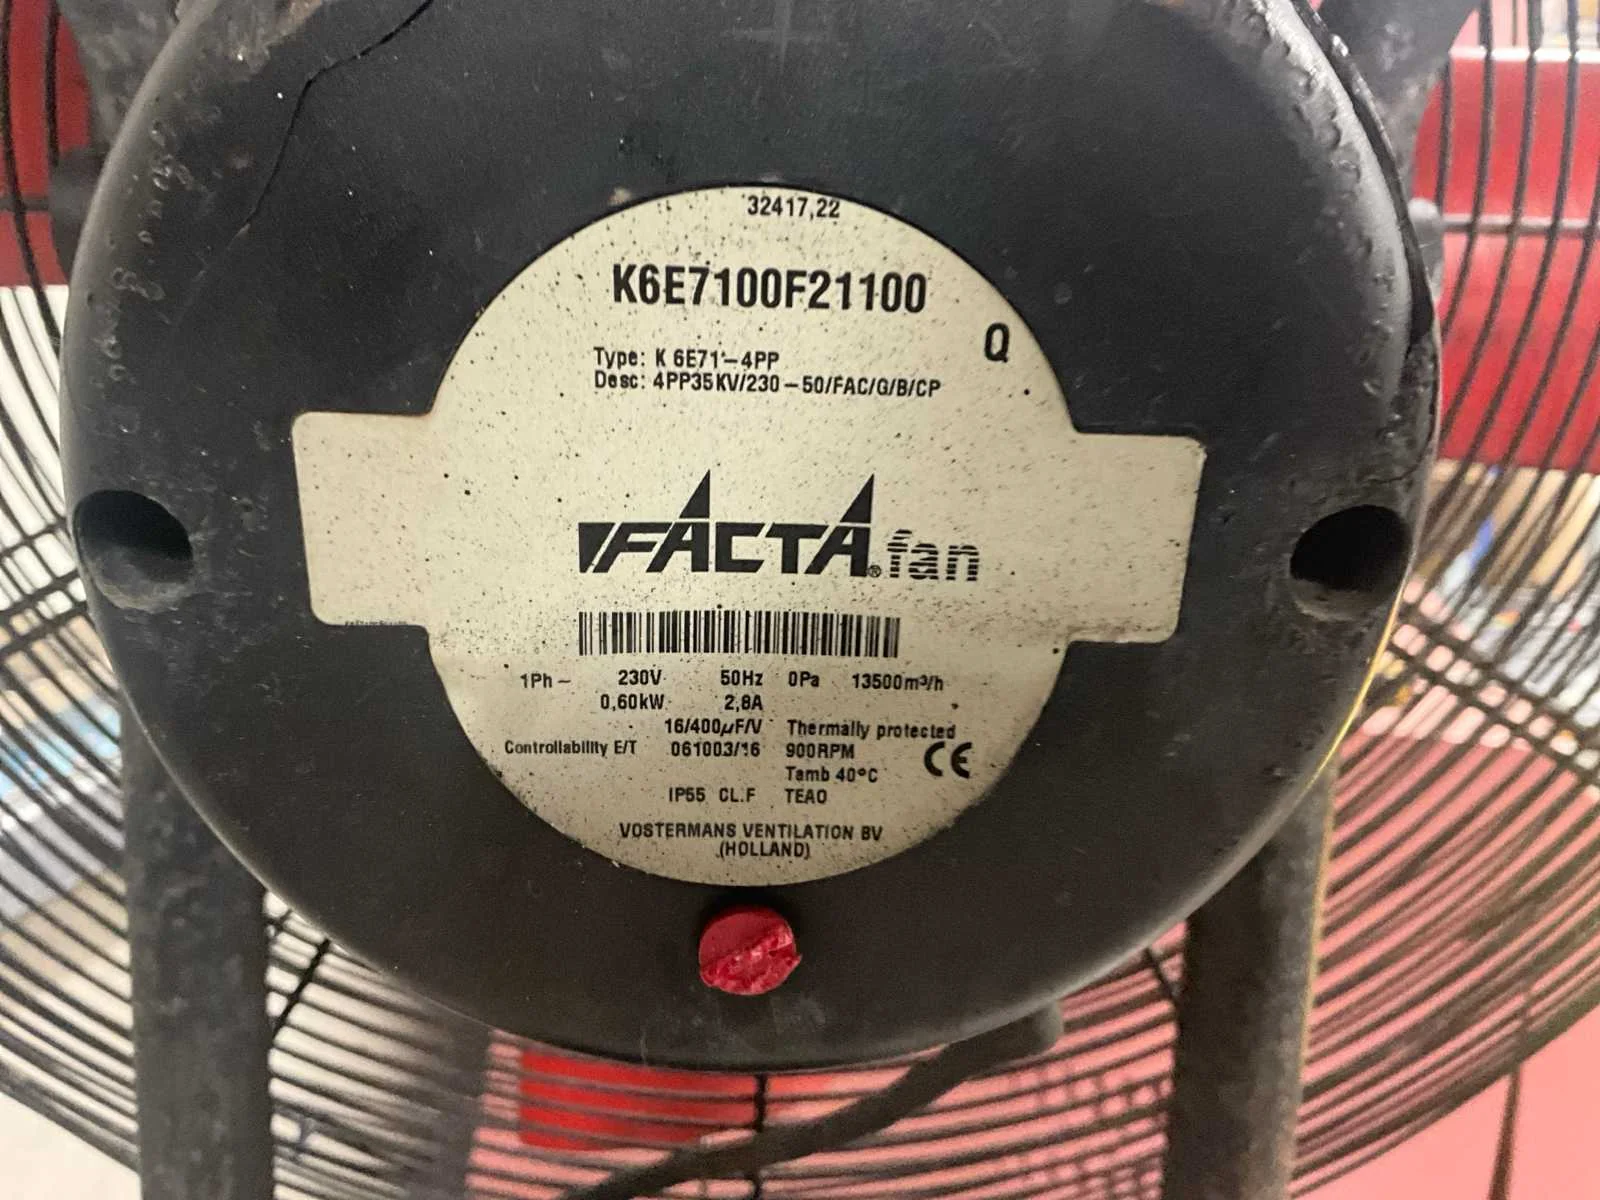 32417,22
K6E7100F21100
Q
Type: K 6E71-4PP
Desc: 4PP35KV/230-50/FAC/G/B/CP
FACTA® fan
1Ph ~ 230V 50Hz 0Pa 13500m³/h
0,60kW 2,8A
16/400µF/V Thermally protected
Controllability E/T 061003/16 900RPM CE
Tamb 40°C
IP55 CL.F TEAO
VOSTERMANS VENTILATION BV
(HOLLAND)